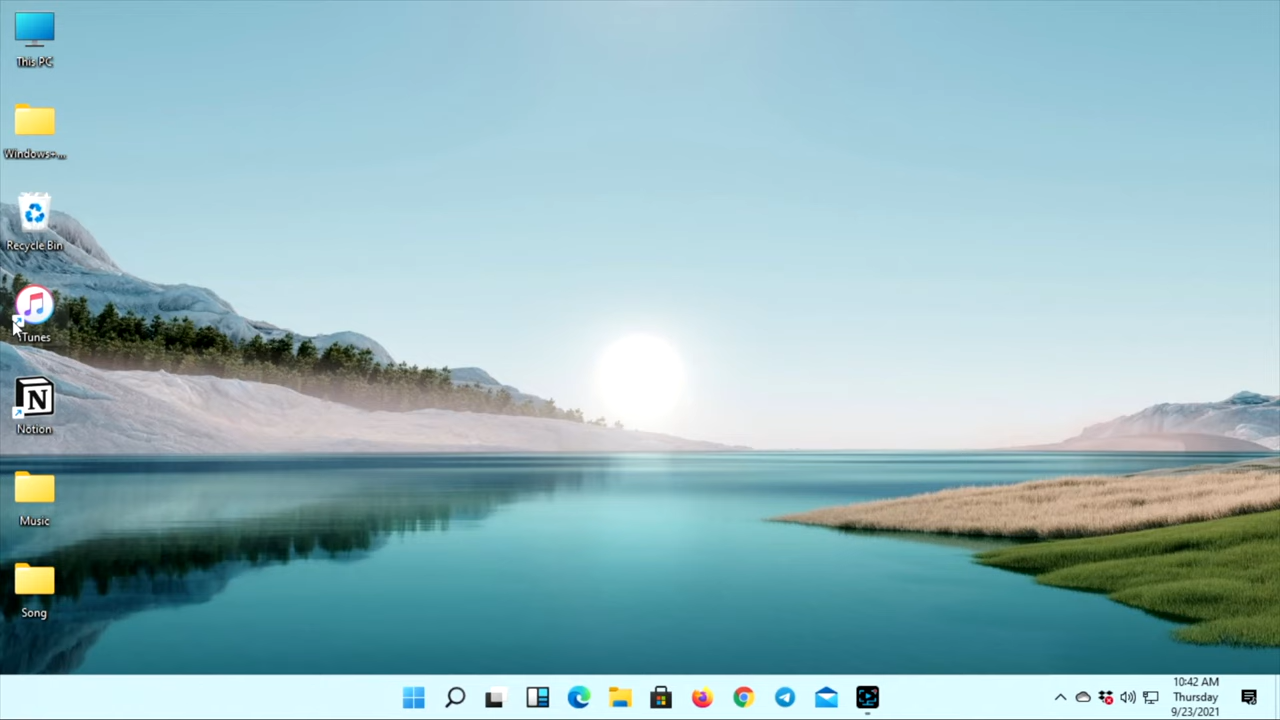 This PC
Windows+...
Recycle Bin
iTunes
N
Notion
Music
Song
10:42 AM
Thursday
9/23/2021